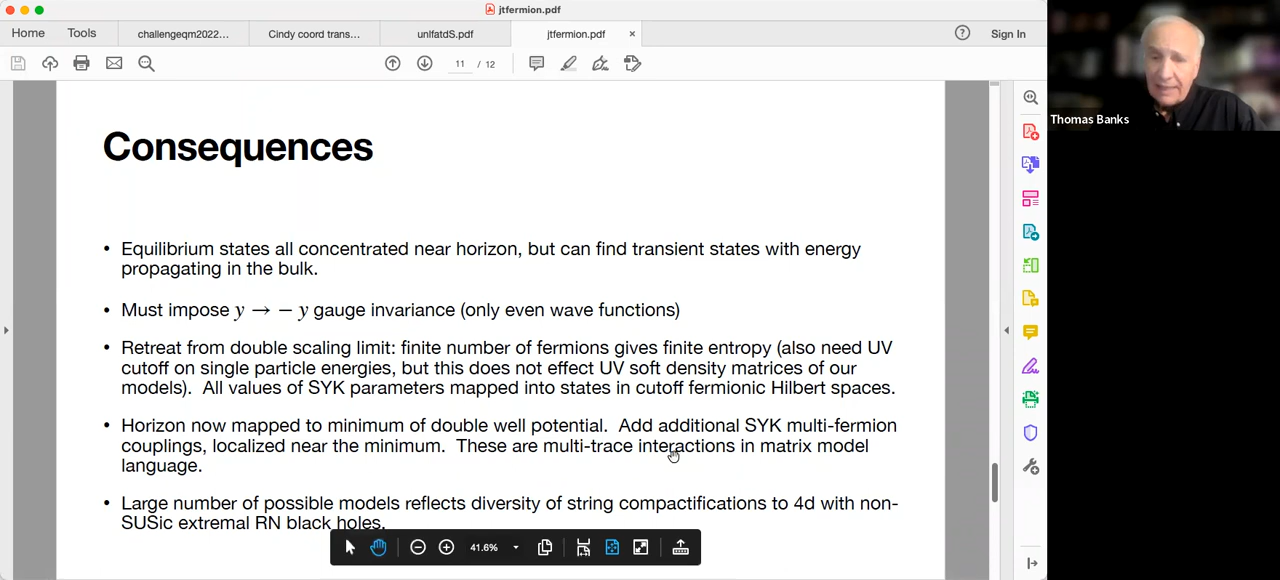 jtfermion.pdf
Home Tools challengeqm2022... Cindy coord trans... unlfatdS.pdf jtfermion.pdf × ? Sign In
11 / 12
Thomas Banks
Consequences
• Equilibrium states all concentrated near horizon, but can find transient states with energy
propagating in the bulk.
• Must impose y → − y gauge invariance (only even wave functions)
• Retreat from double scaling limit: finite number of fermions gives finite entropy (also need UV
cutoff on single particle energies, but this does not effect UV soft density matrices of our
models). All values of SYK parameters mapped into states in cutoff fermionic Hilbert spaces.
• Horizon now mapped to minimum of double well potential. Add additional SYK multi-fermion
couplings, localized near the minimum. These are multi-trace interactions in matrix model
language.
• Large number of possible models reflects diversity of string compactifications to 4d with non-
SUSic extremal RN black holes.
41.6%